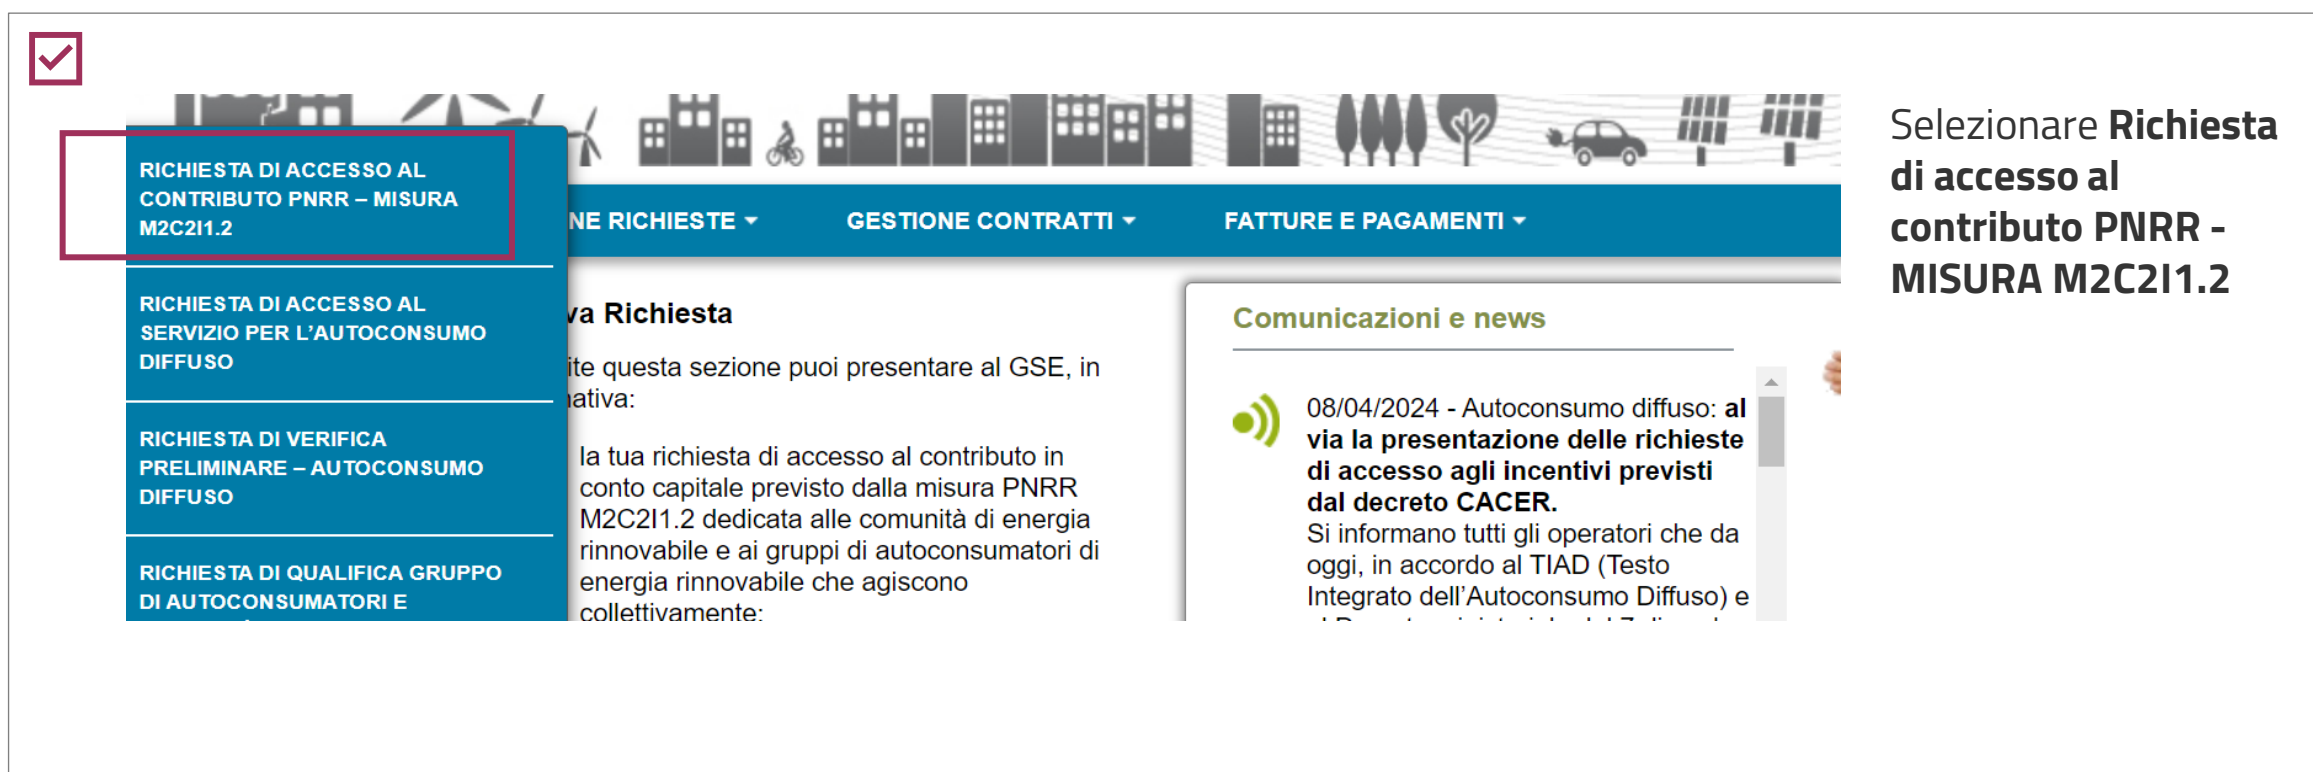 RICHIESTA DI ACCESSO AL
CONTRIBUTO PNRR – MISURA
M2C2I1.2
RICHIESTA DI ACCESSO AL
SERVIZIO PER L'AUTOCONSUMO
DIFFUSO
RICHIESTA DI VERIFICA
PRELIMINARE – AUTOCONSUMO
DIFFUSO
RICHIESTA DI QUALIFICA GRUPPO
DI AUTOCONSUMATORI E
NE RICHIESTE
GESTIONE CONTRATTI
FATTURE E PAGAMENTI
va Richiesta
ite questa sezione puoi presentare al GSE, in
nativa:
la tua richiesta di accesso al contributo in
conto capitale previsto dalla misura PNRR
M2C2I1.2 dedicata alle comunità di energia
rinnovabile e ai gruppi di autoconsumatori di
energia rinnovabile che agiscono
collettivamente:
Comunicazioni e news
08/04/2024 - Autoconsumo diffuso: al
via la presentazione delle richieste
di accesso agli incentivi previsti
dal decreto CACER.
Si informano tutti gli operatori che da
oggi, in accordo al TIAD (Testo
Integrato dell'Autoconsumo Diffuso) e
Selezionare Richiesta
di accesso al
contributo PNRR -
MISURA M2C2I1.2